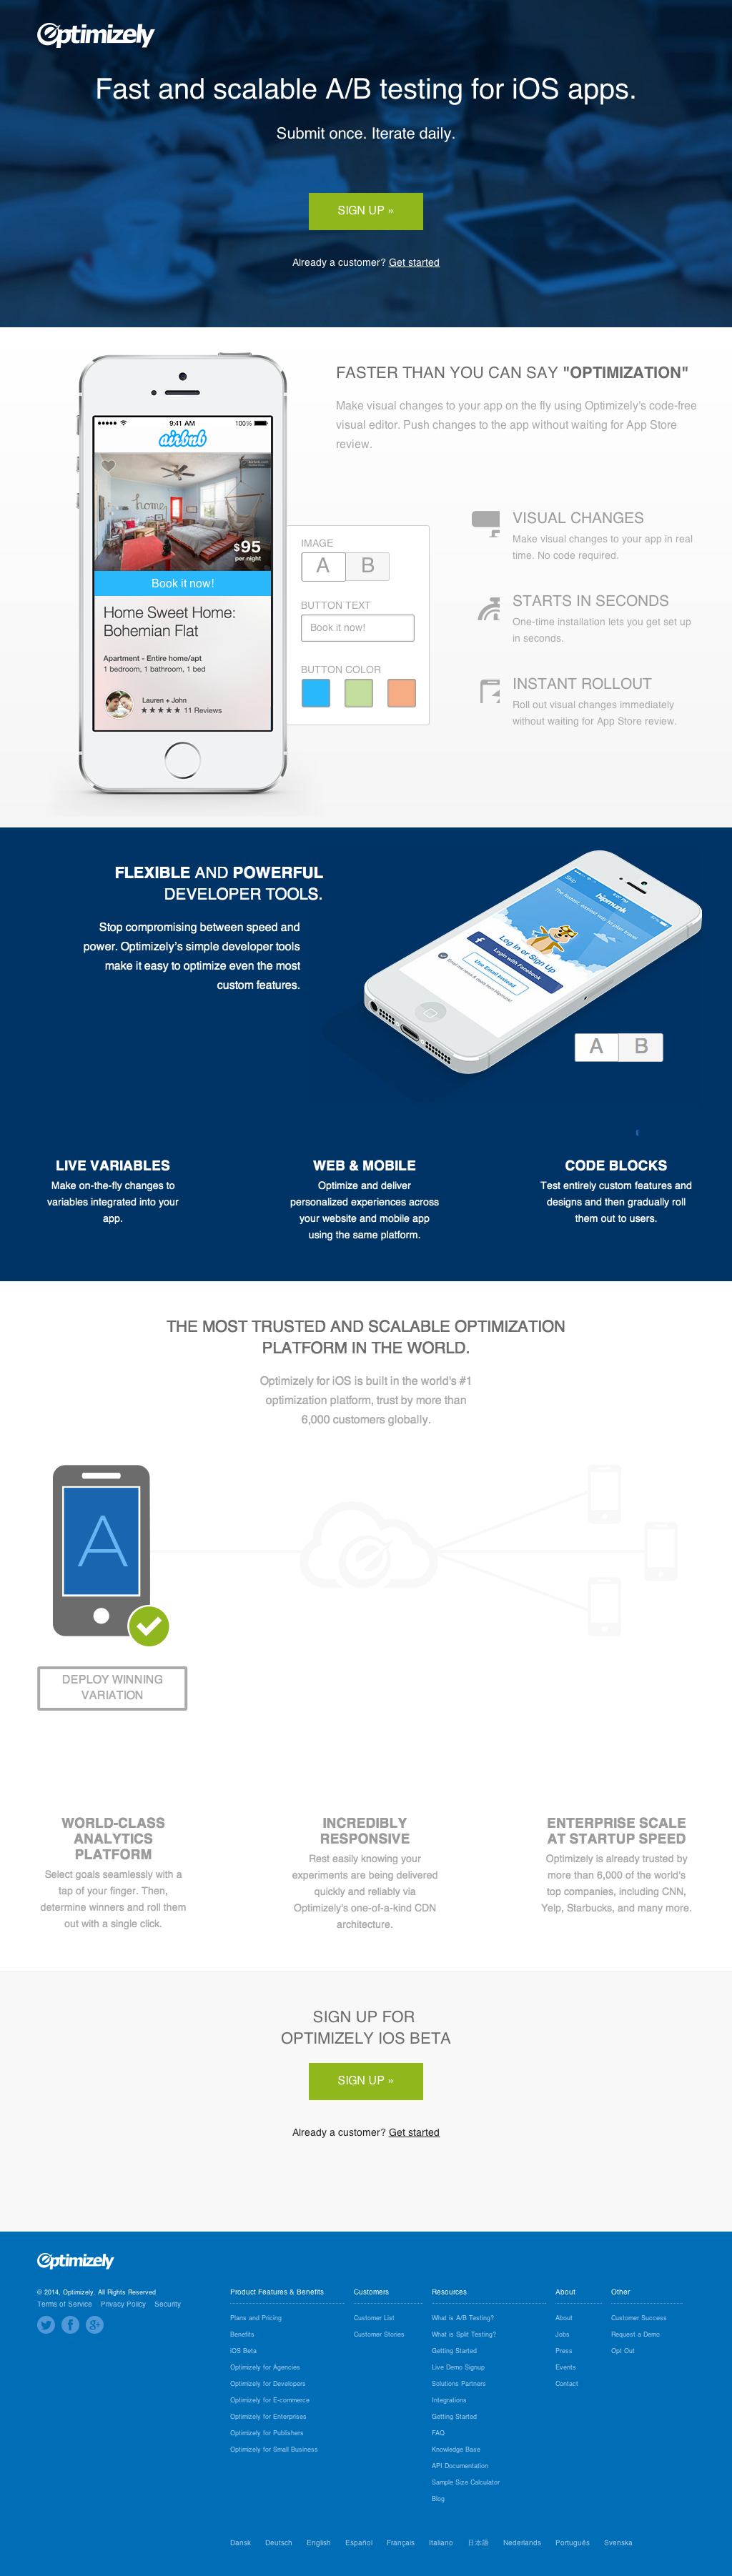 Optimizely
Fast and scalable A/B testing for iOS apps.
Submit once. Iterate daily.
SIGN UP »
Already a customer? Get started
9:41 AM
100%
airbnb
home
$95
per night
Book it now!
Home Sweet Home:
Bohemian Flat
Apartment - Entire home/apt
1 bedroom, 1 bathroom, 1 bed
Lauren + John
★★★★★ 11 Reviews
FASTER THAN YOU CAN SAY "OPTIMIZATION"
Make visual changes to your app on the fly using Optimizely's code-free
visual editor. Push changes to the app without waiting for App Store
review.
IMAGE
A B
BUTTON TEXT
Book it now!
BUTTON COLOR
VISUAL CHANGES
Make visual changes to your app in real
time. No code required.
STARTS IN SECONDS
One-time installation lets you get set up
in seconds.
INSTANT ROLLOUT
Roll out visual changes immediately
without waiting for App Store review.
FLEXIBLE AND POWERFUL
DEVELOPER TOOLS.
Stop compromising between speed and
power. Optimizely's simple developer tools
make it easy to optimize even the most
custom features.
Skip
hipmunk
The fastest, easiest way to plan travel
Log In or Sign Up
f Login with Facebook
Use Email Instead
A B
LIVE VARIABLES
Make on-the-fly changes to
variables integrated into your
app.
WEB & MOBILE
Optimize and deliver
personalized experiences across
your website and mobile app
using the same platform.
CODE BLOCKS
Test entirely custom features and
designs and then gradually roll
them out to users.
THE MOST TRUSTED AND SCALABLE OPTIMIZATION
PLATFORM IN THE WORLD.
Optimizely for iOS is built in the world's #1
optimization platform, trust by more than
6,000 customers globally.
A
DEPLOY WINNING
VARIATION
WORLD-CLASS
ANALYTICS
PLATFORM
Select goals seamlessly with a
tap of your finger. Then,
determine winners and roll them
out with a single click.
INCREDIBLY
RESPONSIVE
Rest easily knowing your
experiments are being delivered
quickly and reliably via
Optimizely's one-of-a-kind CDN
architecture.
ENTERPRISE SCALE
AT STARTUP SPEED
Optimizely is already trusted by
more than 6,000 of the world's
top companies, including CNN,
Yelp, Starbucks, and many more.
SIGN UP FOR
OPTIMIZELY IOS BETA
SIGN UP »
Already a customer? Get started
Optimizely
© 2014, Optimizely. All Rights Reserved
Terms of Service Privacy Policy Security
Product Features & Benefits
Plans and Pricing
Benefits
iOS Beta
Optimizely for Agencies
Optimizely for Developers
Optimizely for E-commerce
Optimizely for Enterprises
Optimizely for Publishers
Optimizely for Small Business
Customers
Customer List
Customer Stories
Resources
What is A/B Testing?
What is Split Testing?
Getting Started
Live Demo Signup
Solutions Partners
Integrations
Getting Started
FAQ
Knowledge Base
API Documentation
Sample Size Calculator
Blog
About
About
Jobs
Press
Events
Contact
Other
Customer Success
Request a Demo
Opt Out
Dansk Deutsch English Español Français Italiano 日本語 Nederlands Português Svenska